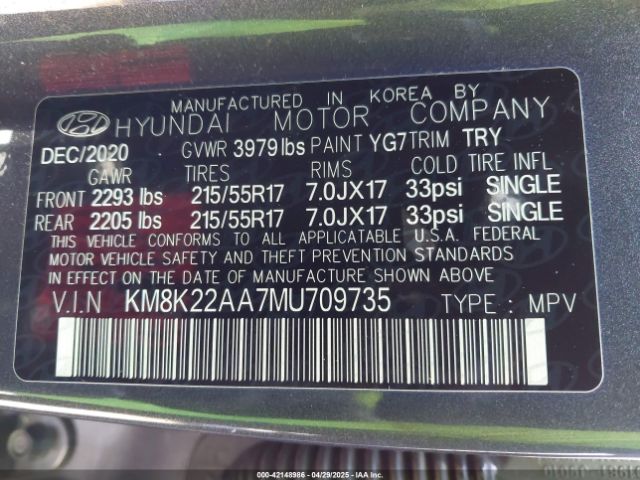 MANUFACTURED IN KOREA BY
HYUNDAI MOTOR COMPANY
DEC/2020 GVWR 3979 lbs PAINT YG7 TRIM TRY
GAWR TIRES RIMS COLD TIRE INFL
FRONT 2293 lbs 215/55R17 7.0JX17 33psi SINGLE
REAR 2205 lbs 215/55R17 7.0JX17 33psi SINGLE
THIS VEHICLE CONFORMS TO ALL APPLICATABLE U.S.A. FEDERAL
MOTOR VEHICLE SAFETY AND THEFT PREVENTION STANDARDS
IN EFFECT ON THE DATE OF MANUFACTURE SHOWN ABOVE
V.I.N KM8K22AA7MU709735 TYPE : MPV
000-42148986 - 04/29/2025 - IAAI.COM